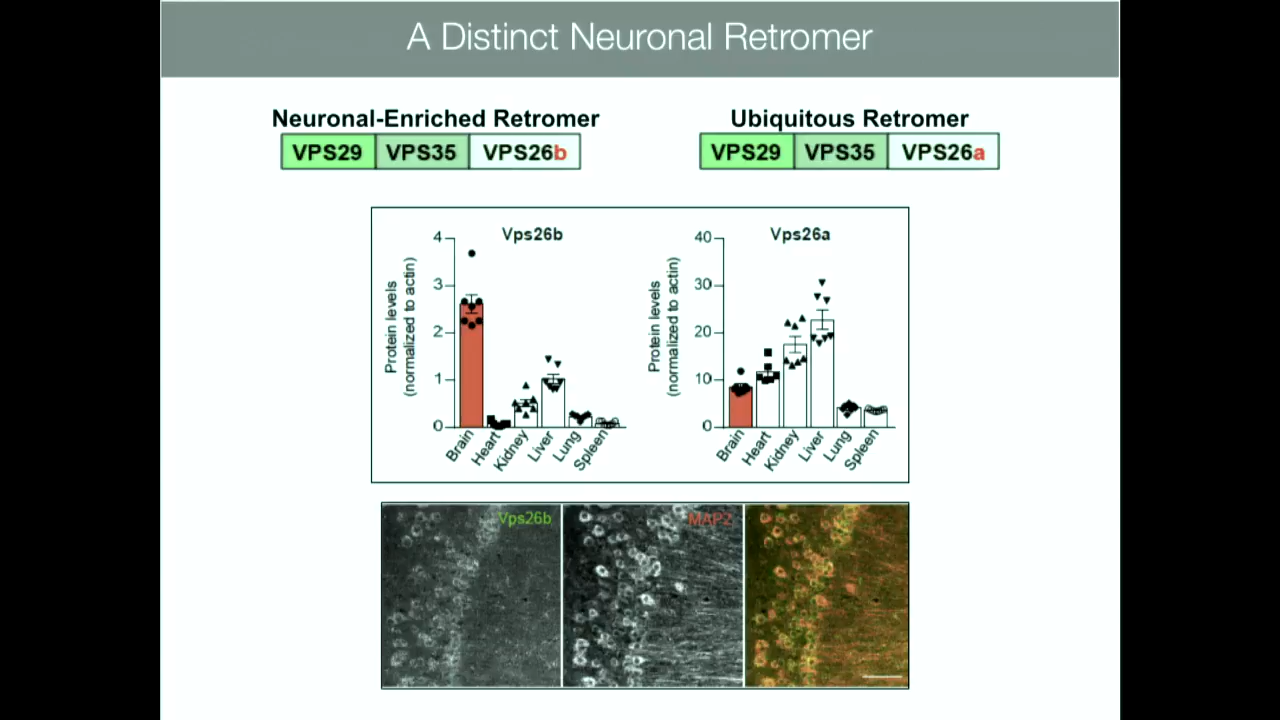 A Distinct Neuronal Retromer
Neuronal-Enriched Retromer
VPS29 VPS35 VPS26b
Ubiquitous Retromer
VPS29 VPS35 VPS26a
Vps26b
Protein levels
(normalized to actin)
4
3
2
1
0
Brain
Heart
Kidney
Liver
Lung
Spleen
Vps26a
Protein levels
(normalized to actin)
40
30
20
10
0
Brain
Heart
Kidney
Liver
Lung
Spleen
Vps26b
MAP2